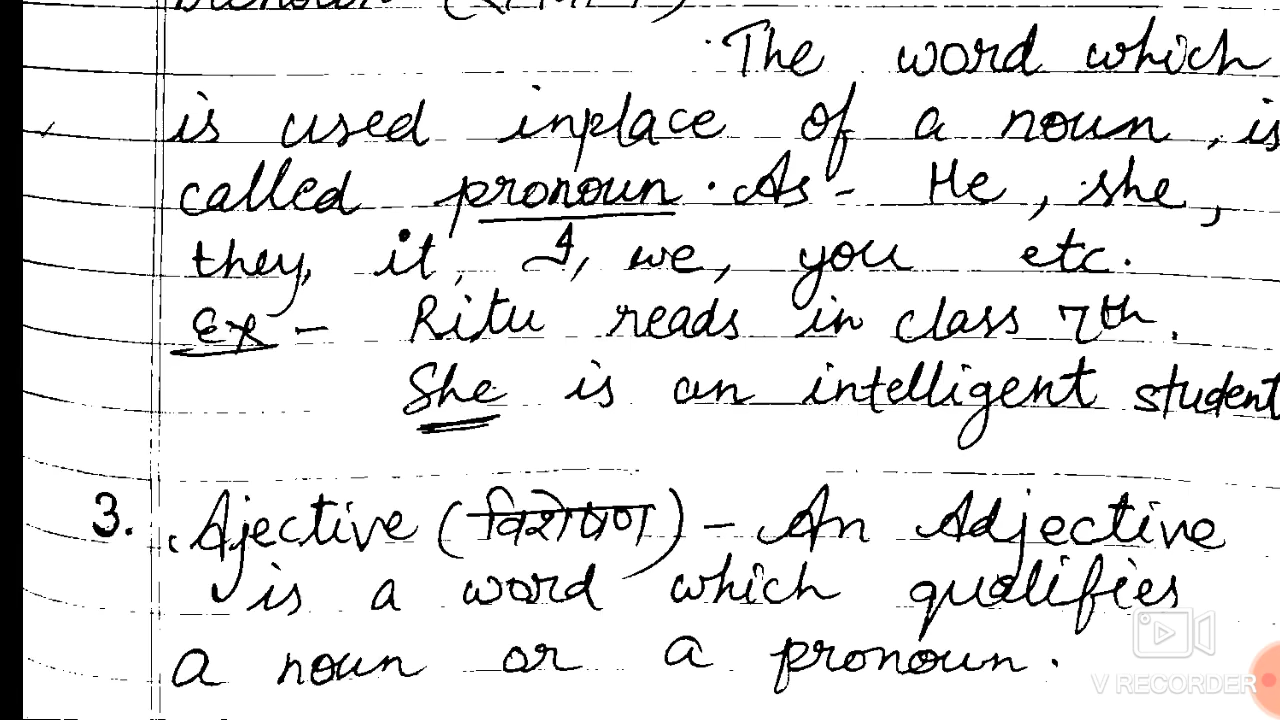 The word which
is used inplace of a noun, is
called pronoun. As - He, she,
they, it, I, we, you etc.
Ex - Ritu reads in class 7th.
She is an intelligent student
3. Ajective (विशेषण) - An Adjective
is a word which qualifies
a noun or a pronoun.
V RECORDER